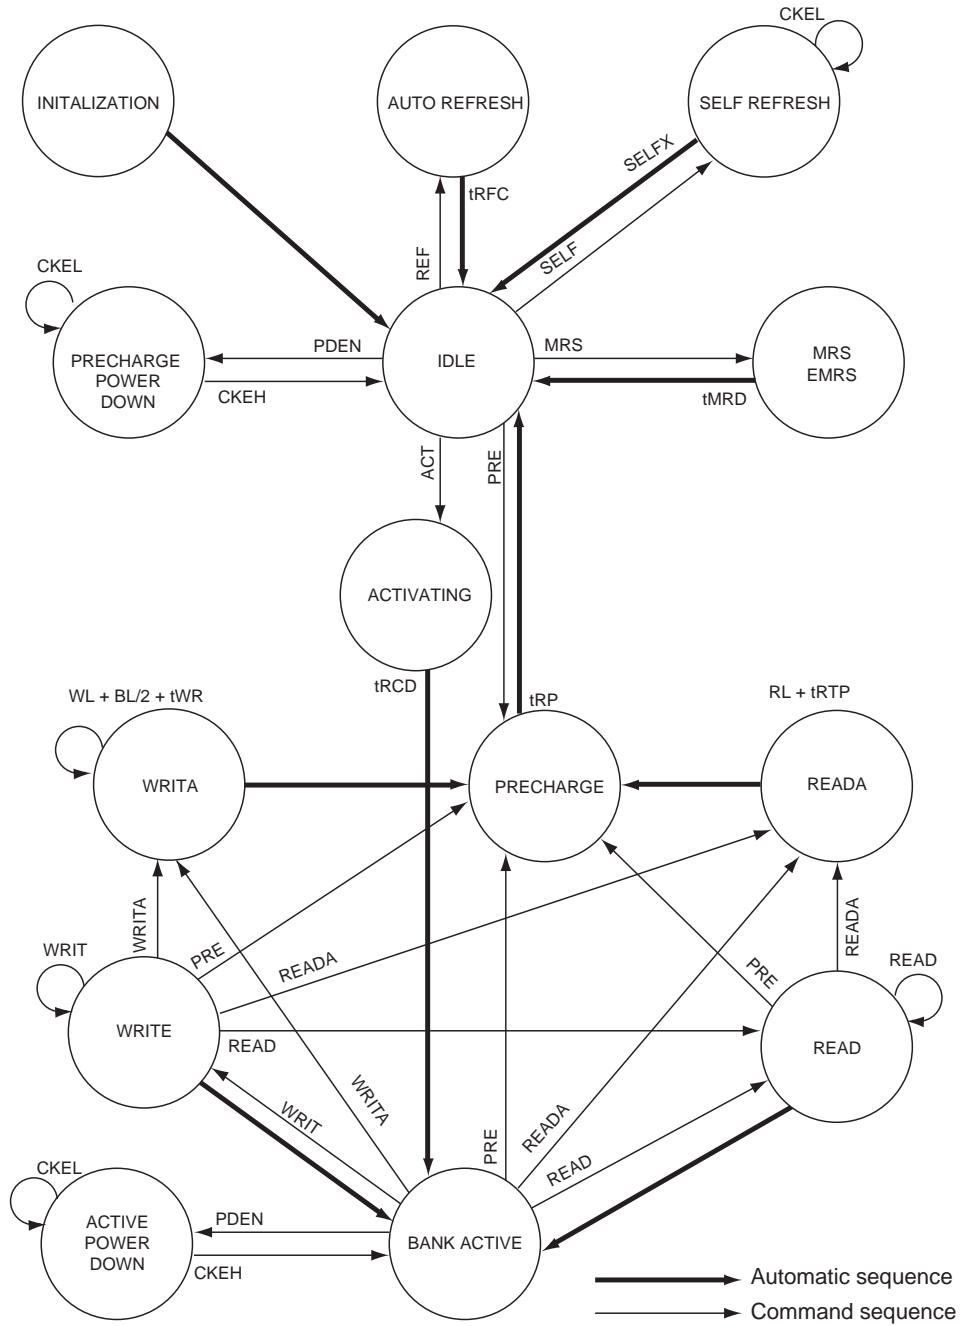 CKEL
INITALIZATION
AUTO REFRESH
SELF REFRESH
SELFX
tRFC
REF
SELF
CKEL
PDEN
MRS
PRECHARGE
POWER
DOWN
IDLE
MRS
EMRS
CKEH
tMRD
ACT
PRE
ACTIVATING
tRCD
WL + BL/2 + tWR
tRP
RL + tRTP
WRITA
PRECHARGE
READA
WRITA
PRE
READA
READA
WRIT
PRE
READ
WRITE
READ
READ
WRITA
WRIT
READA
PRE
READ
CKEL
ACTIVE
POWER
DOWN
PDEN
BANK ACTIVE
CKEH
Automatic sequence
Command sequence